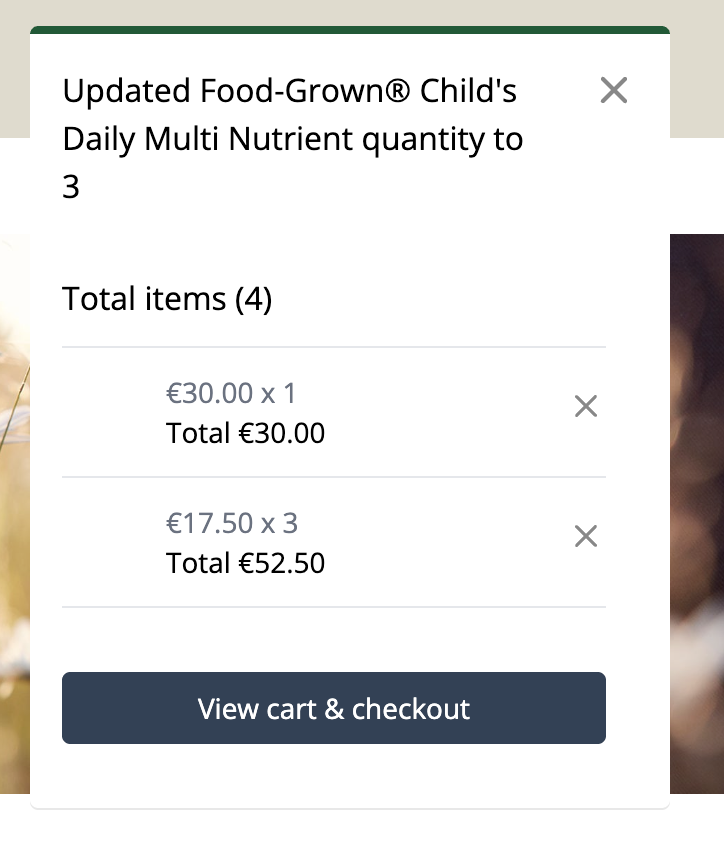 Updated Food-Grown® Child's
Daily Multi Nutrient quantity to
3
Total items (4)
€30.00 x 1
Total €30.00
€17.50 x 3
Total €52.50
View cart & checkout